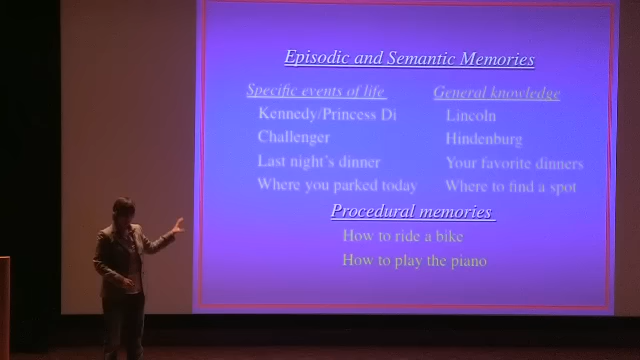 Episodic and Semantic Memories
Specific events of life
General knowledge
Kennedy/Princess Di
Lincoln
Challenger
Hindenburg
Last night's dinner
Your favorite dinners
Where you parked today
Where to find a spot
Procedural memories
How to ride a bike
How to play the piano